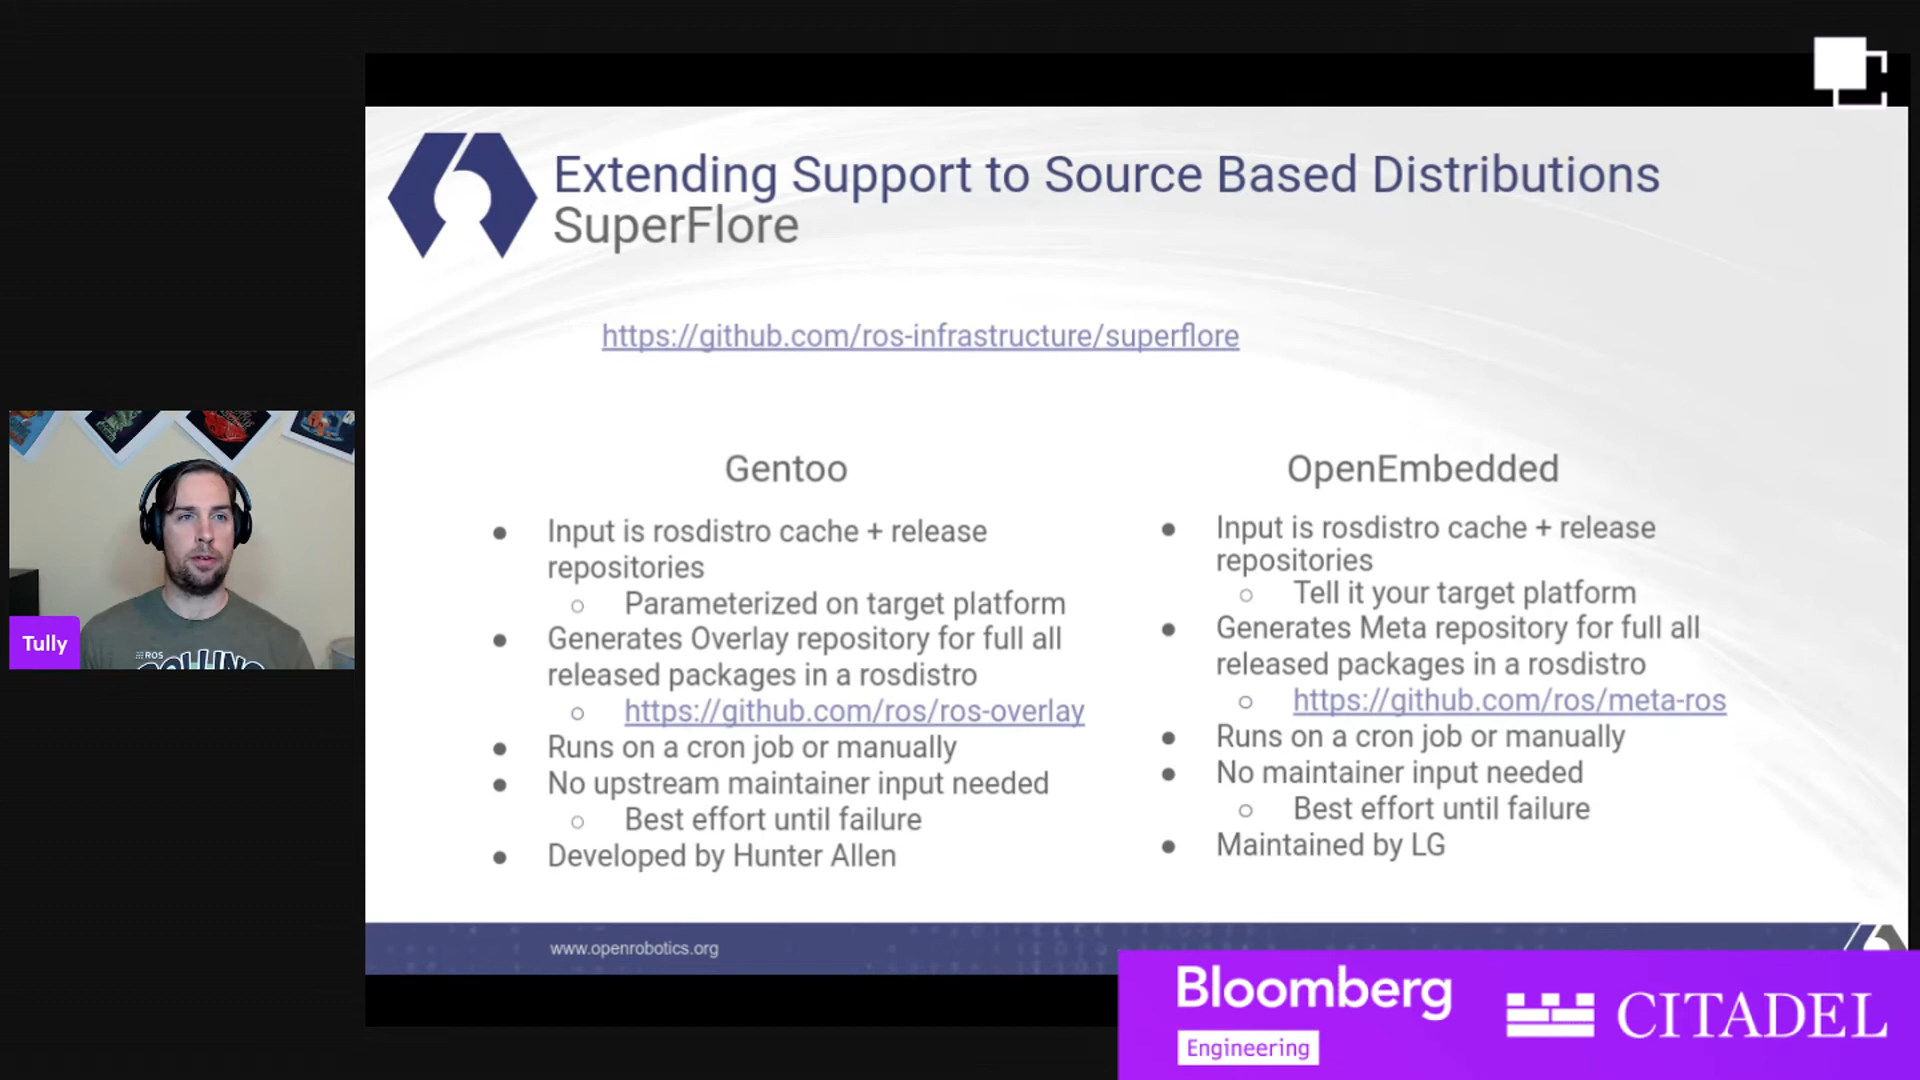 Extending Support to Source Based Distributions
SuperFlore
https://github.com/ros-infrastructure/superflore
Gentoo
● Input is rosdistro cache + release
repositories
○ Parameterized on target platform
● Generates Overlay repository for full all
released packages in a rosdistro
○ https://github.com/ros/ros-overlay
● Runs on a cron job or manually
● No upstream maintainer input needed
○ Best effort until failure
● Developed by Hunter Allen
OpenEmbedded
● Input is rosdistro cache + release
repositories
○ Tell it your target platform
● Generates Meta repository for full all
released packages in a rosdistro
○ https://github.com/ros/meta-ros
● Runs on a cron job or manually
● No maintainer input needed
○ Best effort until failure
● Maintained by LG
Tully
ROS
www.openrobotics.org
Bloomberg
Engineering
CITADEL